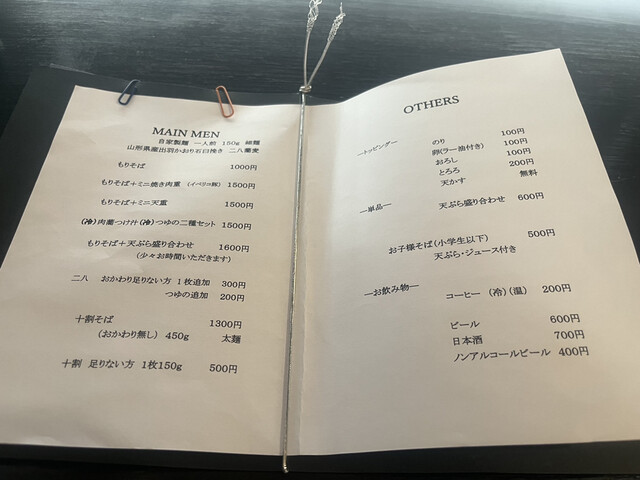 MAIN MEN
自家製麺 一人前 150g 細麺
山形県産出羽かおり石臼挽き 二八蕎麦
もりそば 1000円
もりそば+ミニ焼き肉重 (イベリコ豚) 1500円
もりそば+ミニ天重 1500円
(冷)肉蕎つけ汁(冷)つゆの二種セット 1500円
もりそば+天ぷら盛り合わせ 1600円
(少々お時間いただきます)
二八 おかわり足りない方 1枚追加 300円
つゆの追加 200円
十割そば 1300円
(おかわり無し) 450g 太麺
十割 足りない方 1枚150g 500円
OTHERS
―トッピング― のり 100円
卵(ラー油付き) 100円
おろし 100円
とろろ 200円
天かす 無料
―単品― 天ぷら盛り合わせ 600円
お子様そば(小学生以下) 500円
天ぷら・ジュース付き
―お飲み物― コーヒー (冷)(温) 200円
ビール 600円
日本酒 700円
ノンアルコールビール 400円